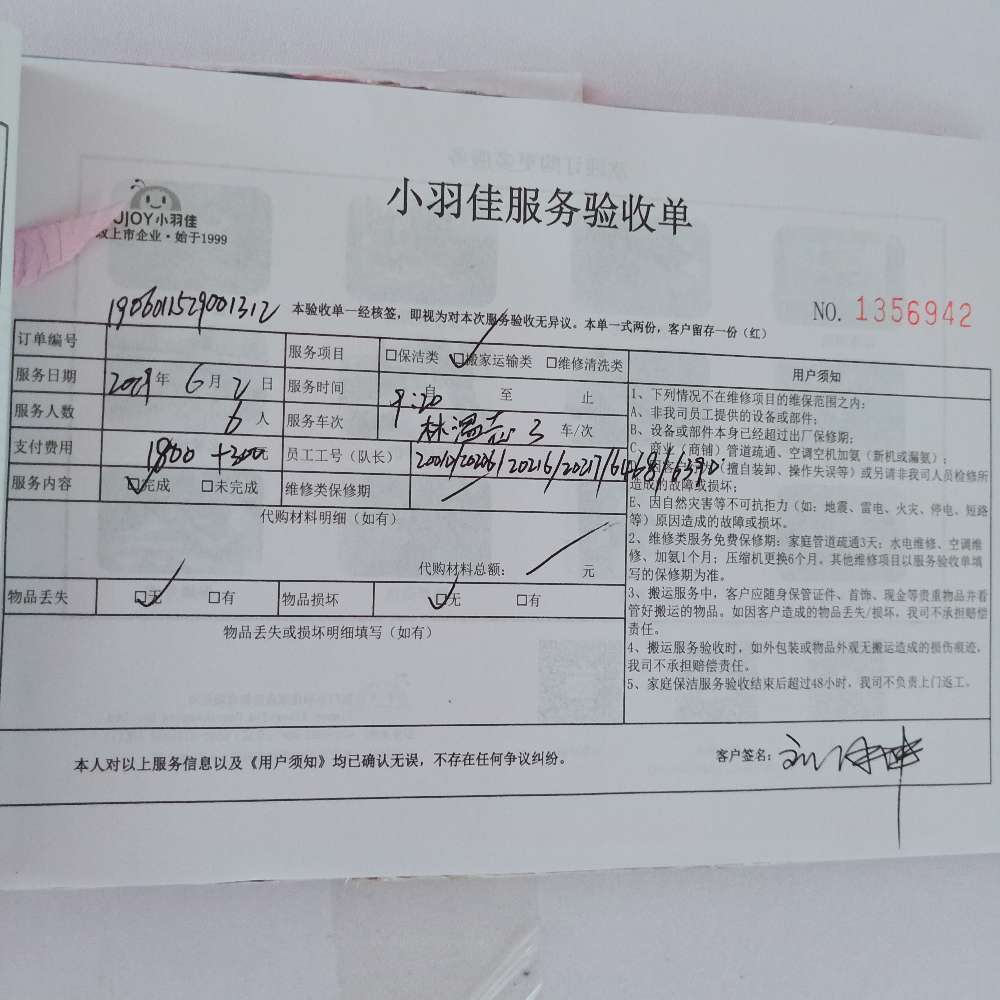 小羽佳服务验收单
JJOY小羽佳
上市企业·始于1999
1906011529001312 本验收单一经核签，即视为对本次服务验收无异议。本单一式两份，客户留存一份（红）
NO. 1356942
订单编号
服务项目 □保洁类 □搬家运输类 □维修清洗类
服务日期 2019年 6月 2日
服务时间 9:20 自 至 止
服务人数 6 人
服务车次 林 3 车/次
支付费用 1800 +300 元
员工工号（队长） 20010/20206/20216/20217/6468/6390
服务内容 □完成 □未完成
维修类保修期
代购材料明细（如有）
代购材料总额： 元
物品丢失 □无 □有 物品损坏 □无 □有
物品丢失或损坏明细填写（如有）
用户须知
1、下列情况不在维修项目的维保范围之内：
A、非我司员工提供的设备或部件；
B、设备或部件本身已经超过出厂保修期；
C、商业（商铺）管道疏通、空调空机加氨（新机或漏氨）；
因客 （擅自装卸、操作失误等）或另请非我司人员检修所
造成的故障或损坏；
E、因自然灾害等不可抗拒力（如：地震、雷电、火灾、停电、短路
等）原因造成的故障或损坏。
2、维修类服务免费保修期：家庭管道疏通3天；水电维修、空调维
修、加氨1个月；压缩机更换6个月。其他维修项目以服务验收单填
写的保修期为准。
3、搬运服务中，客户应随身保管证件、首饰、现金等贵重物品并看
管好搬运的物品。如因客户造成的物品丢失/损坏，我司不承担赔偿
责任。
4、搬运服务验收时，如外包装或物品外观无搬运造成的损伤痕迹，
我司不承担赔偿责任。
5、家庭保洁服务验收结束后超过48小时，我司不负责上门返工。
本人对以上服务信息以及《用户须知》均已确认无误，不存在任何争议纠纷。
客户签名：